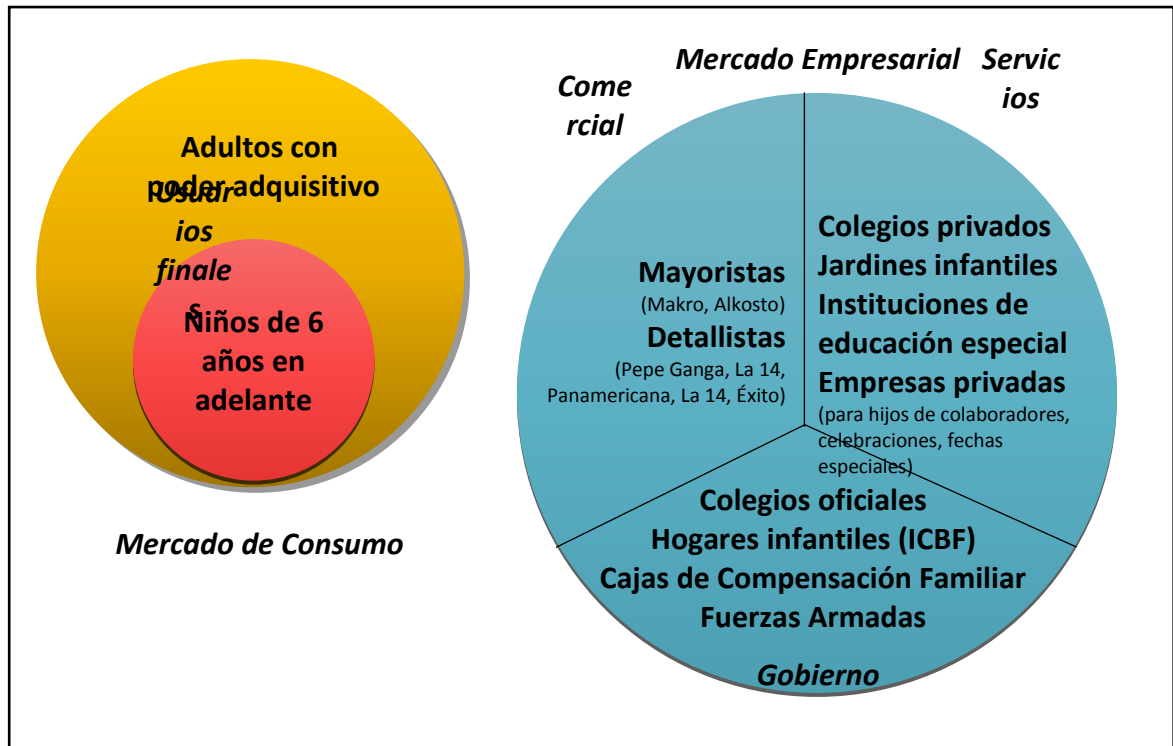 Adultos con
poder adquisitivo
Usuar
ios
finale
s
Niños de 6
años en
adelante
Mercado de Consumo
Mercado Empresarial
Come
rcial
Servic
ios
Mayoristas
(Makro, Alkosto)
Detallistas
(Pepe Ganga, La 14,
Panamericana, La 14, Éxito)
Colegios privados
Jardines infantiles
Instituciones de
educación especial
Empresas privadas
(para hijos de colaboradores,
celebraciones, fechas
especiales)
Colegios oficiales
Hogares infantiles (ICBF)
Cajas de Compensación Familiar
Fuerzas Armadas
Gobierno